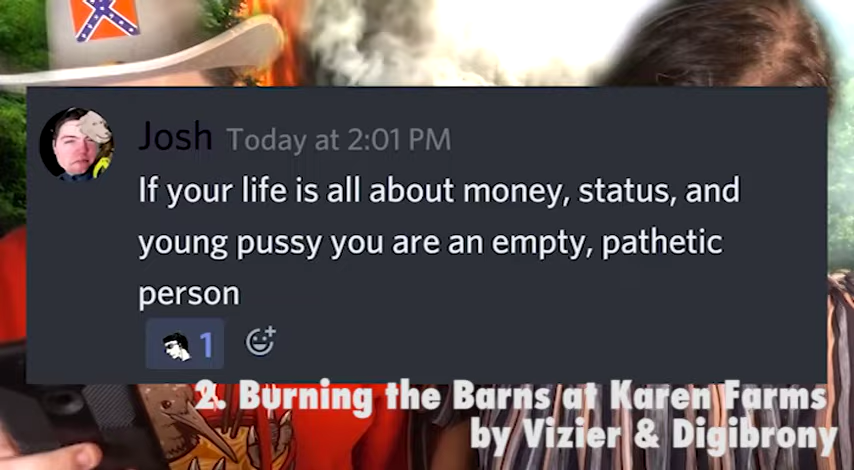 Josh Today at 2:01 PM
If your life is all about money, status, and
young pussy you are an empty, pathetic
person
1
2. Burning the Barns at Karen Farms
by Vizier & Digibrony